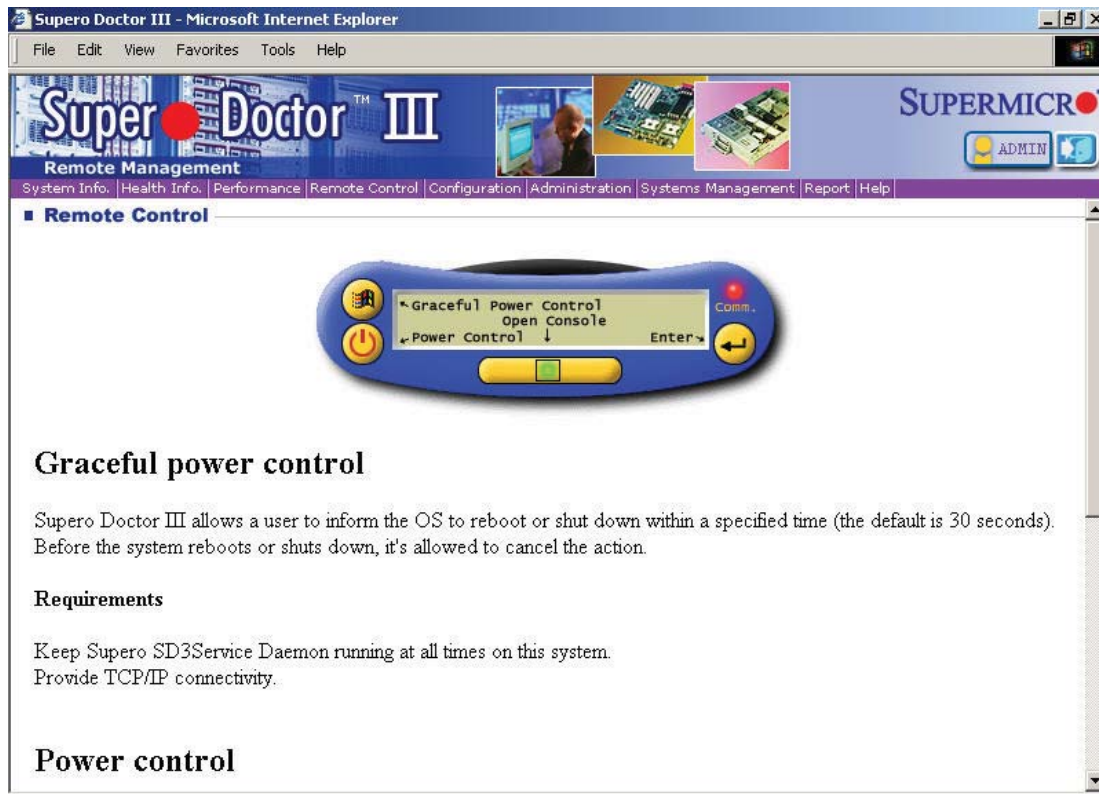 Supero Doctor III - Microsoft Internet Explorer
File Edit View Favorites Tools Help
Super Doctor™ III
Remote Management
SUPERMICR
ADMIN
System Info. Health Info. Performance Remote Control Configuration Administration Systems Management Report Help
Remote Control
Graceful Power Control
Open Console
Power Control
Enter
Comm.
Graceful power control
Supero Doctor III allows a user to inform the OS to reboot or shut down within a specified time (the default is 30 seconds).
Before the system reboots or shuts down, it's allowed to cancel the action.
Requirements
Keep Supero SD3Service Daemon running at all times on this system.
Provide TCP/IP connectivity.
Power control